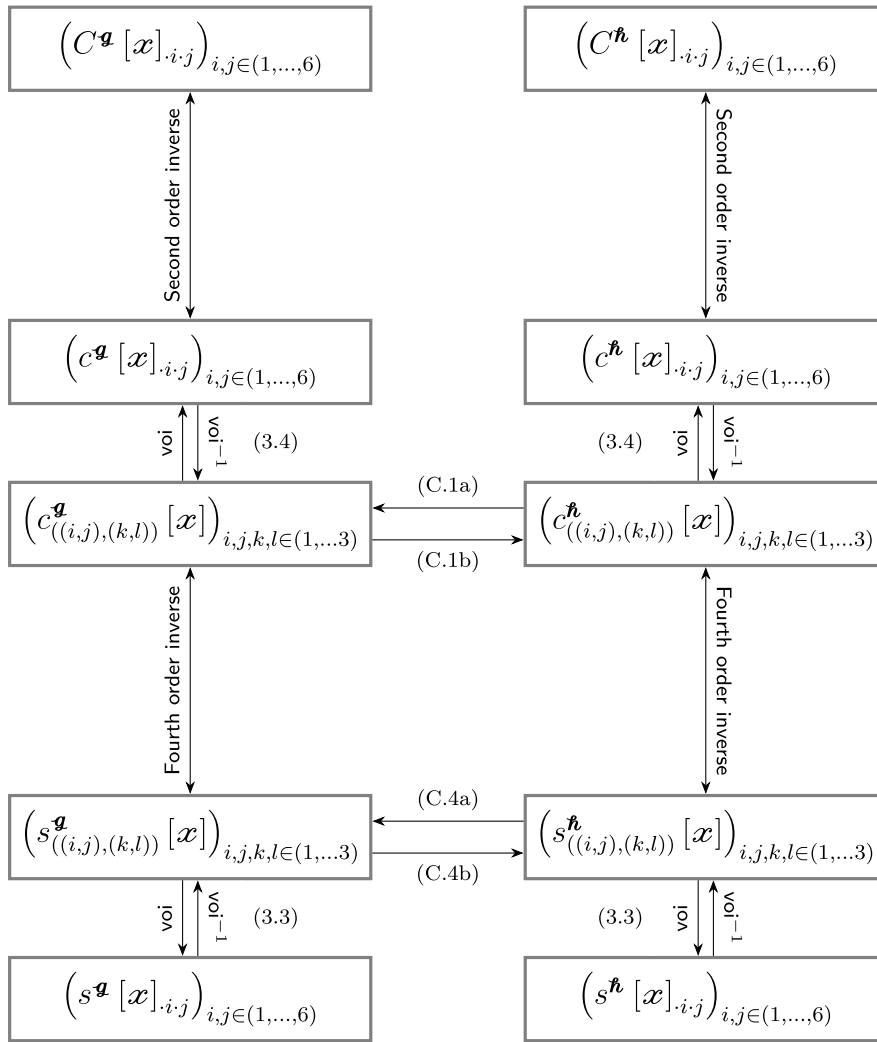 (C^𝓰 [𝓍]_{·i·j})_{i,j∈(1,...,6)}
(C^𝒽 [𝓍]_{·i·j})_{i,j∈(1,...,6)}
Second order inverse
Second order inverse
(c^𝓰 [𝓍]_{·i·j})_{i,j∈(1,...,6)}
(c^𝒽 [𝓍]_{·i·j})_{i,j∈(1,...,6)}
voi
voi^{−1}
(3.4)
(3.4)
voi
voi^{−1}
(c^𝓰_{((i,j),(k,l))} [𝓍])_{i,j,k,l∈(1,...3)}
(C.1a)
(C.1b)
(c^𝒽_{((i,j),(k,l))} [𝓍])_{i,j,k,l∈(1,...3)}
Fourth order inverse
Fourth order inverse
(s^𝓰_{((i,j),(k,l))} [𝓍])_{i,j,k,l∈(1,...3)}
(C.4a)
(C.4b)
(s^𝒽_{((i,j),(k,l))} [𝓍])_{i,j,k,l∈(1,...3)}
voi
voi^{−1}
(3.3)
(3.3)
voi
voi^{−1}
(s^𝓰 [𝓍]_{·i·j})_{i,j∈(1,...,6)}
(s^𝒽 [𝓍]_{·i·j})_{i,j∈(1,...,6)}